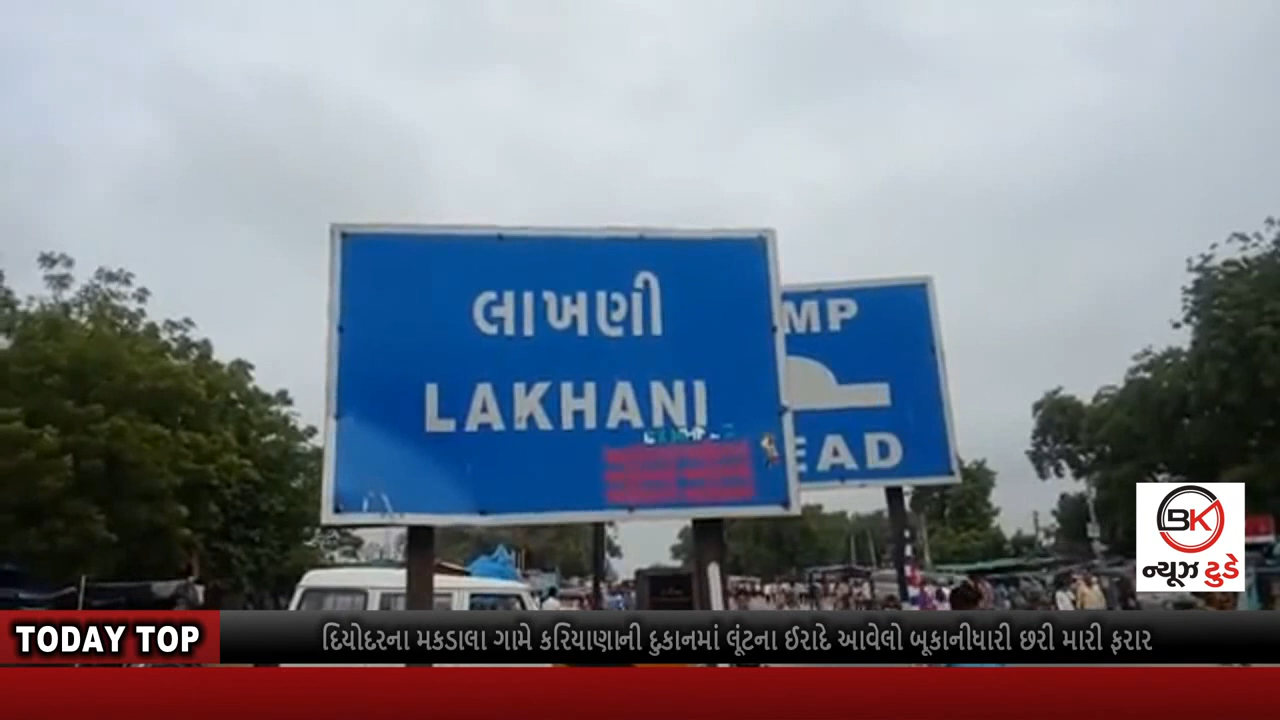 લાખણી
LAKHANI
MP
EAD
BK
ન્યૂઝ ટુડે
TODAY TOP
દિયોદરના મકડાલા ગામે કરિયાણાની દુકાનમાં લૂંટના ઈરાદે આવેલો બૂકાનીધારી છરી મારી ફરાર